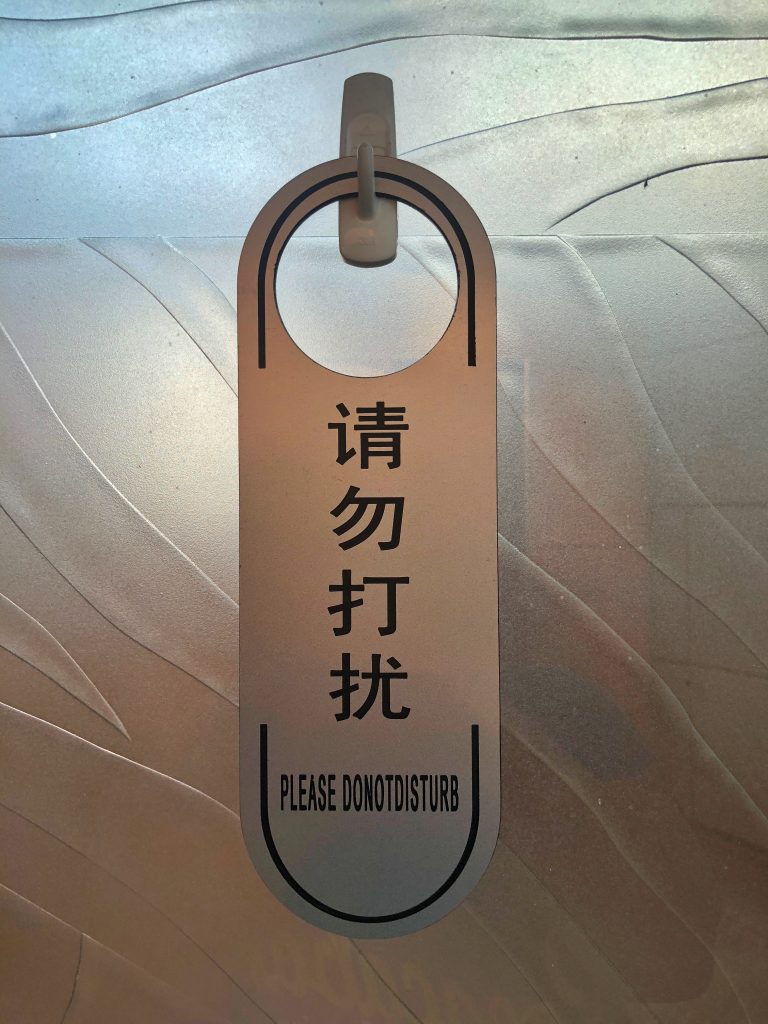 请勿打扰
PLEASE DONOTDISTURB